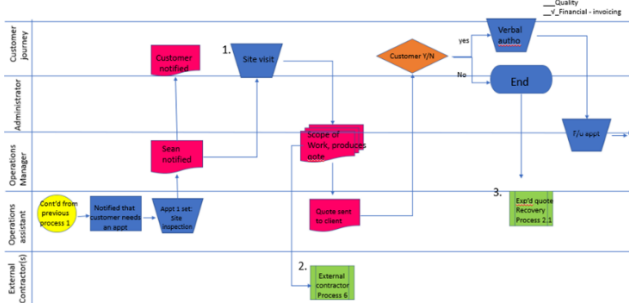 __Quality
__√_Financial - invoicing
Customer
journey
Administrator
Operations
Manager
Operations
assistant
External
Contractor(s)
Customer
notified
1.
Site visit
Customer Y/N
yes
No
Verbal
autho
End
F/u appt
Sean
notified
Scope of
Work, produces
note
Cont'd from
previous
process 1
Notified that
customer needs
an appt
Appt 1 set:
Site
inspection
Quote sent
to client
3.
Exp'd quote
Recovery
Process 2.1
2.
External
contractor
Process 6